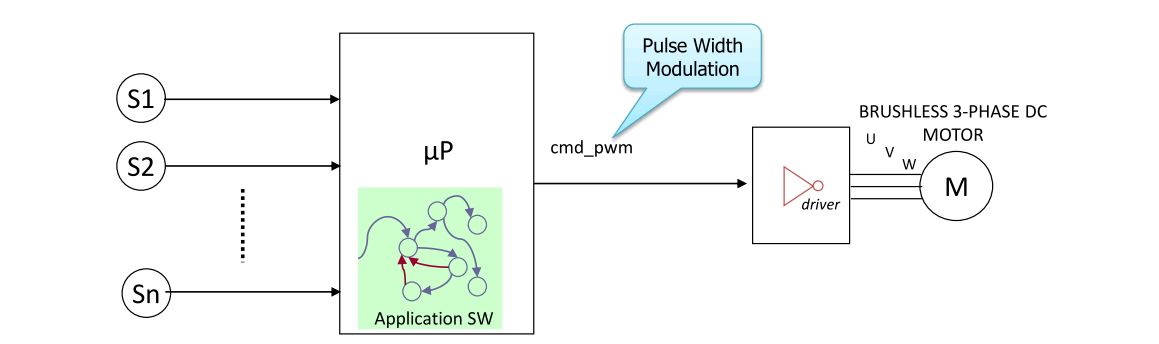 Pulse Width
Modulation
S1
BRUSHLESS 3-PHASE DC
MOTOR
U
V
W
S2
µP
cmd_pwm
M
driver
Sn
Application SW